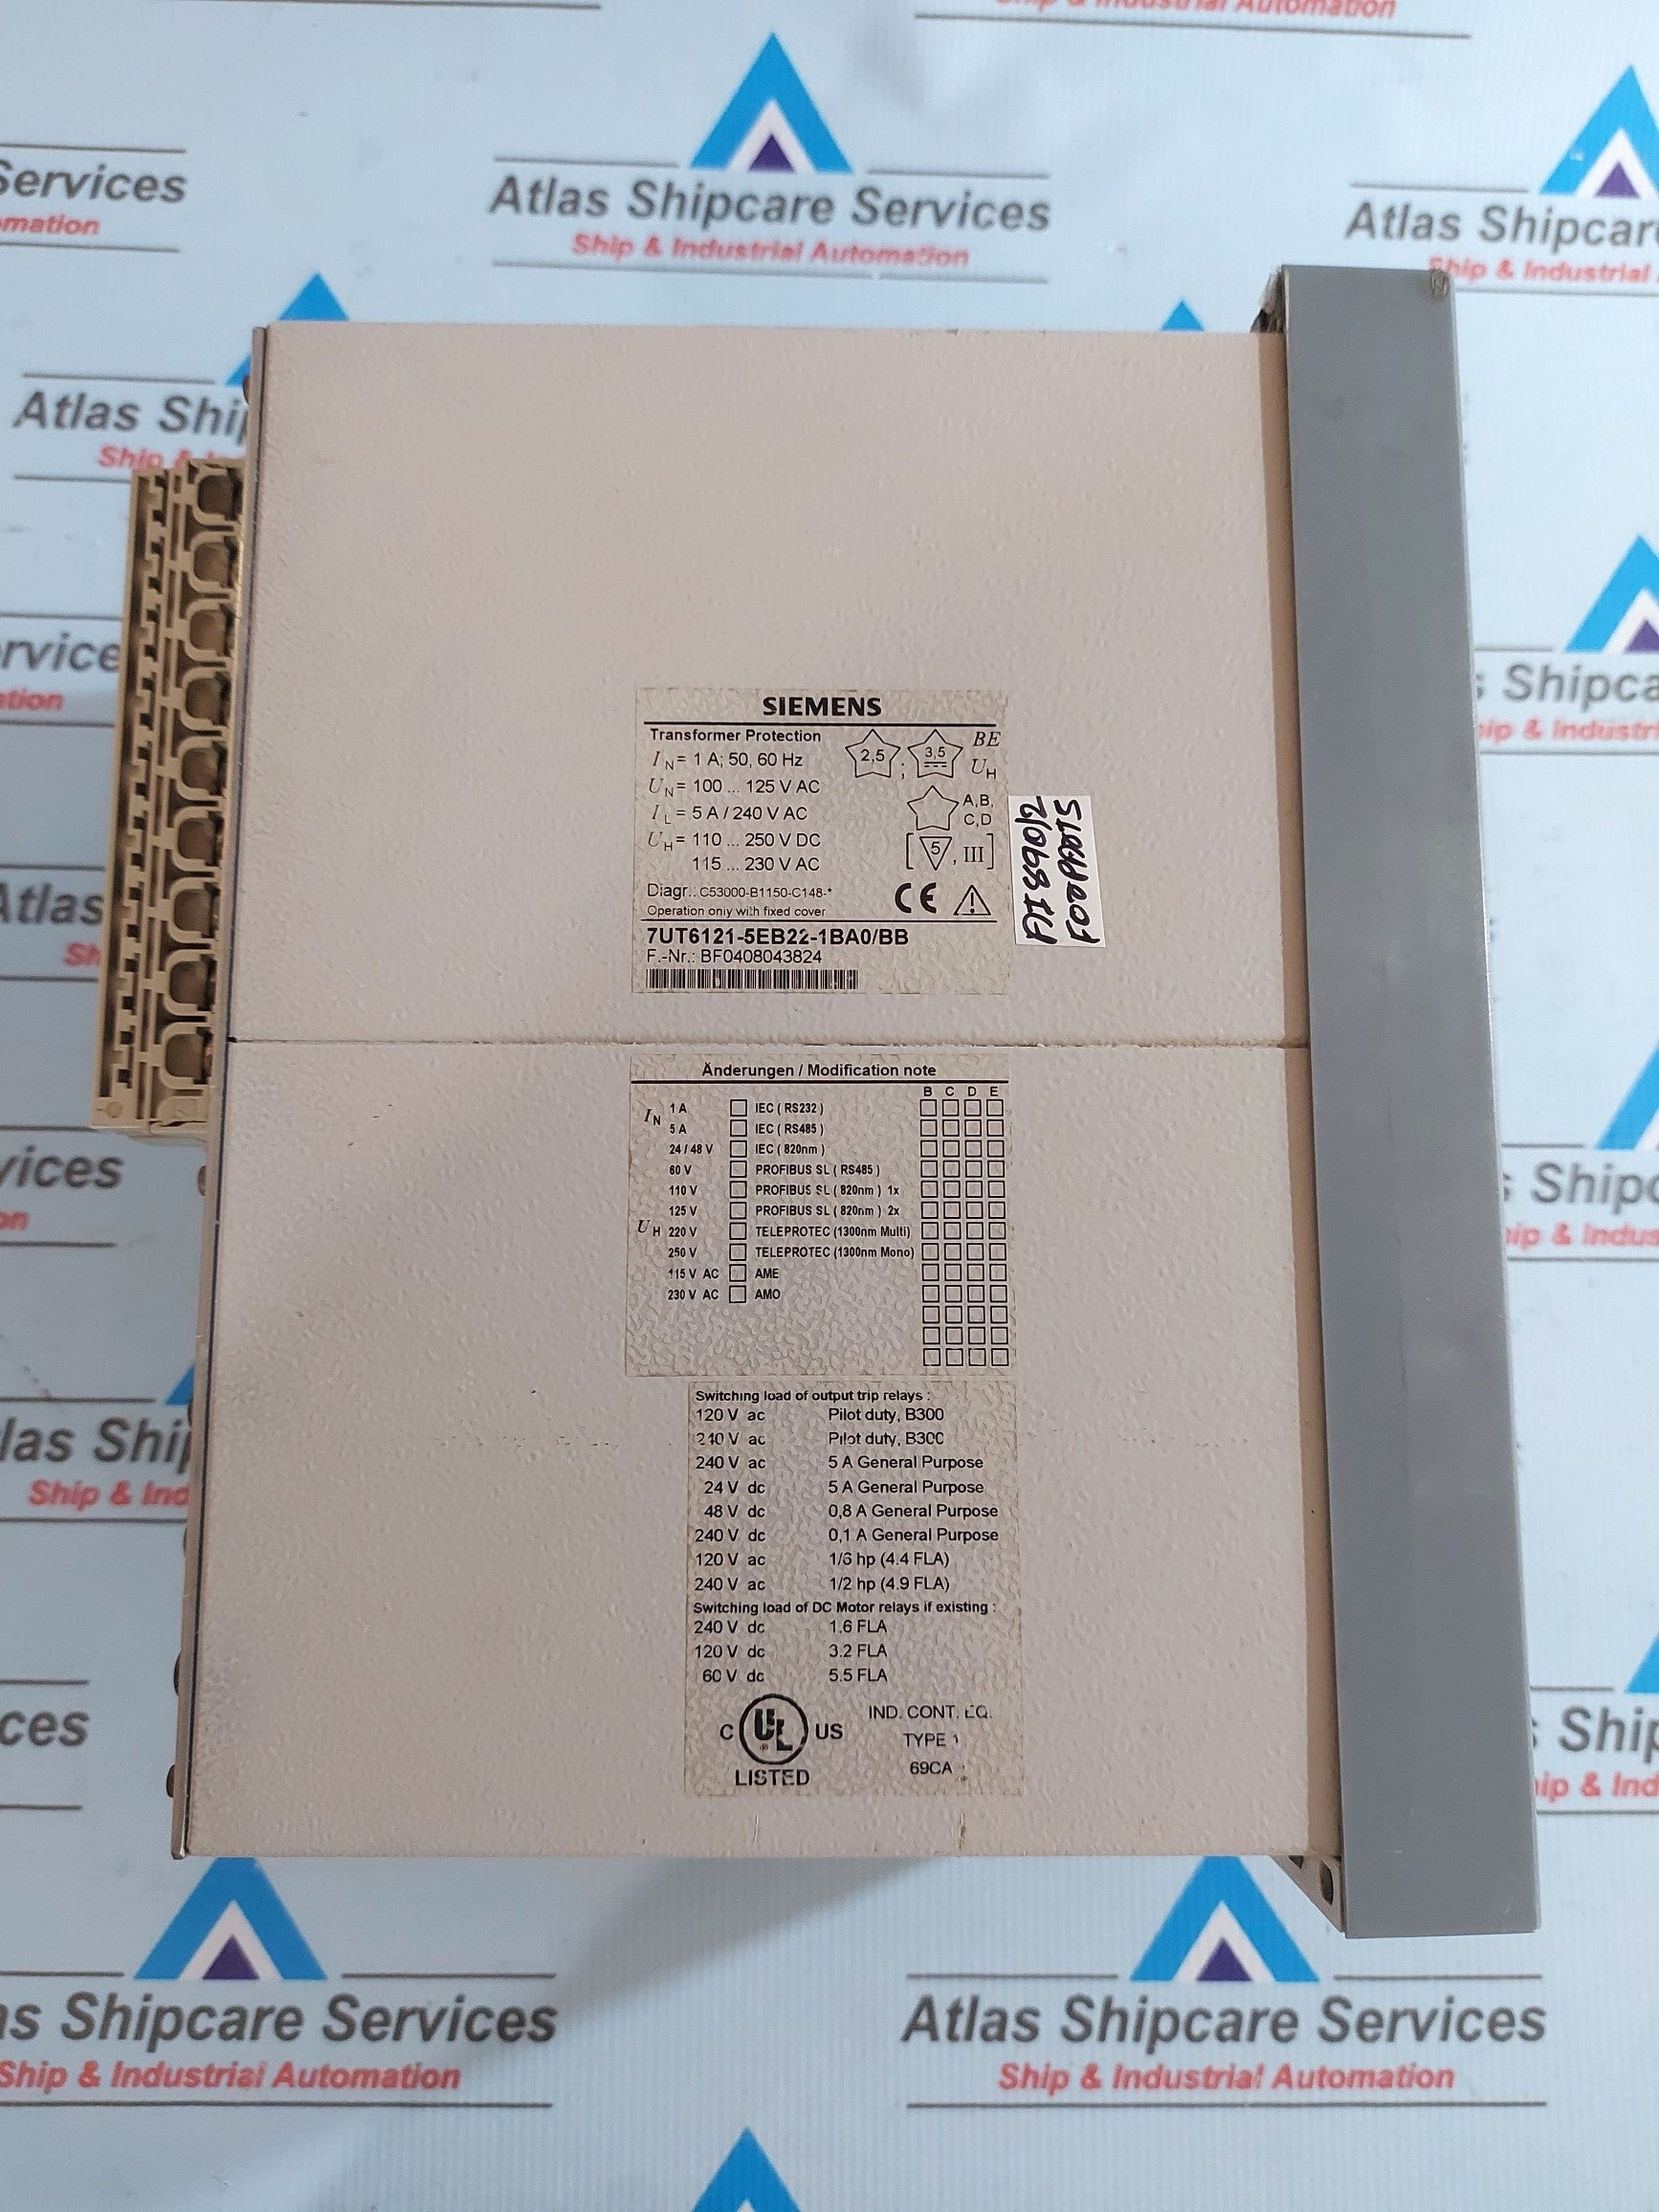 Ship & Industrial Automation
Services
Atlas Shipcare Services
Ship & Industrial Automation
Atlas Shipcare
Ship & Industrial
SIEMENS
Transformer Protection
IN = 1 A; 50, 60 Hz
2,5 ; 3,5 BE
UH
UN = 100 ... 125 V AC
IL = 5 A / 240 V AC
A,B,
C,D
UH = 110 ... 250 V DC
115 ... 230 V AC
[5, III]
Diagr.: C53000-B1150-C148-*
CE
Operation only with fixed cover
7UT6121-5EB22-1BA0/BB
F.-Nr.: BF0408043824
Änderungen / Modification note
B C D E
IN 1 A IEC ( RS232 )
5 A IEC ( RS485 )
24 / 48 V IEC ( 820nm )
60 V PROFIBUS SL ( RS485 )
110 V PROFIBUS SL ( 820nm ) 1x
125 V PROFIBUS SL ( 820nm ) 2x
UH 220 V TELEPROTEC (1300nm Multi)
250 V TELEPROTEC (1300nm Mono)
115 V AC AME
230 V AC AMO
Switching load of output trip relays :
120 V ac Pilot duty, B300
240 V ac Pilot duty, B300
240 V ac 5 A General Purpose
24 V dc 5 A General Purpose
48 V dc 0,8 A General Purpose
240 V dc 0,1 A General Purpose
120 V ac 1/6 hp (4.4 FLA)
240 V ac 1/2 hp (4.9 FLA)
Switching load of DC Motor relays if existing :
240 V dc 1.6 FLA
120 V dc 3.2 FLA
60 V dc 5.5 FLA
C UL US
LISTED
IND. CONT. EQ.
TYPE 1
69CA
Atlas Shipcare Services
Ship & Industrial Automation
Shipcare Services
Ship & Industrial Automation